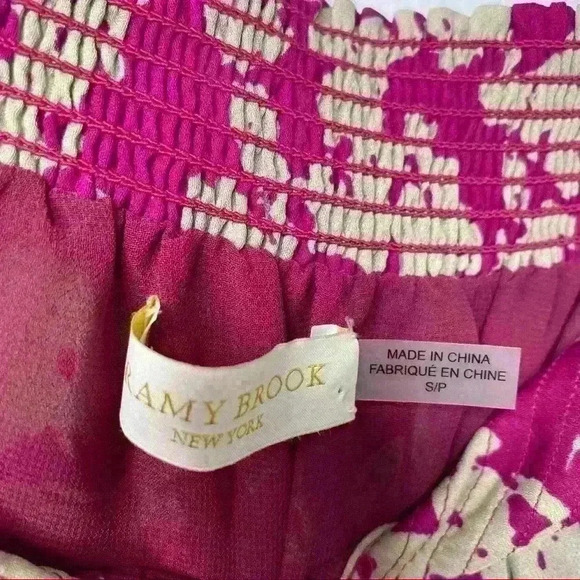 RAMY BROOK
NEW YORK
MADE IN CHINA
FABRIQUÉ EN CHINE
S/P